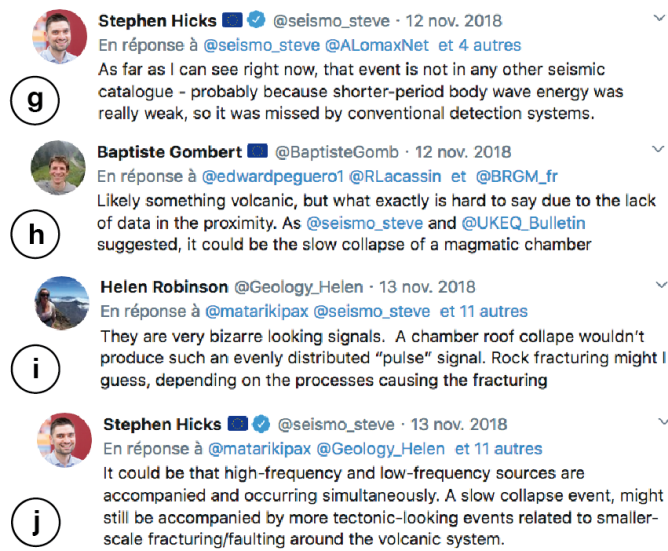 Stephen Hicks @seismo_steve · 12 nov. 2018
En réponse à @seismo_steve @ALomaxNet et 4 autres
As far as I can see right now, that event is not in any other seismic
catalogue - probably because shorter-period body wave energy was
really weak, so it was missed by conventional detection systems.
g
Baptiste Gombert @BaptisteGomb · 12 nov. 2018
En réponse à @edwardpeguero1 @RLacassin et @BRGM_fr
Likely something volcanic, but what exactly is hard to say due to the lack
of data in the proximity. As @seismo_steve and @UKEQ_Bulletin
suggested, it could be the slow collapse of a magmatic chamber
h
Helen Robinson @Geology_Helen · 13 nov. 2018
En réponse à @matarikipax @seismo_steve et 11 autres
They are very bizarre looking signals. A chamber roof collape wouldn't
produce such an evenly distributed "pulse" signal. Rock fracturing might I
guess, depending on the processes causing the fracturing
i
Stephen Hicks @seismo_steve · 13 nov. 2018
En réponse à @matarikipax @Geology_Helen et 11 autres
It could be that high-frequency and low-frequency sources are
accompanied and occurring simultaneously. A slow collapse event, might
still be accompanied by more tectonic-looking events related to smaller-
scale fracturing/faulting around the volcanic system.
j